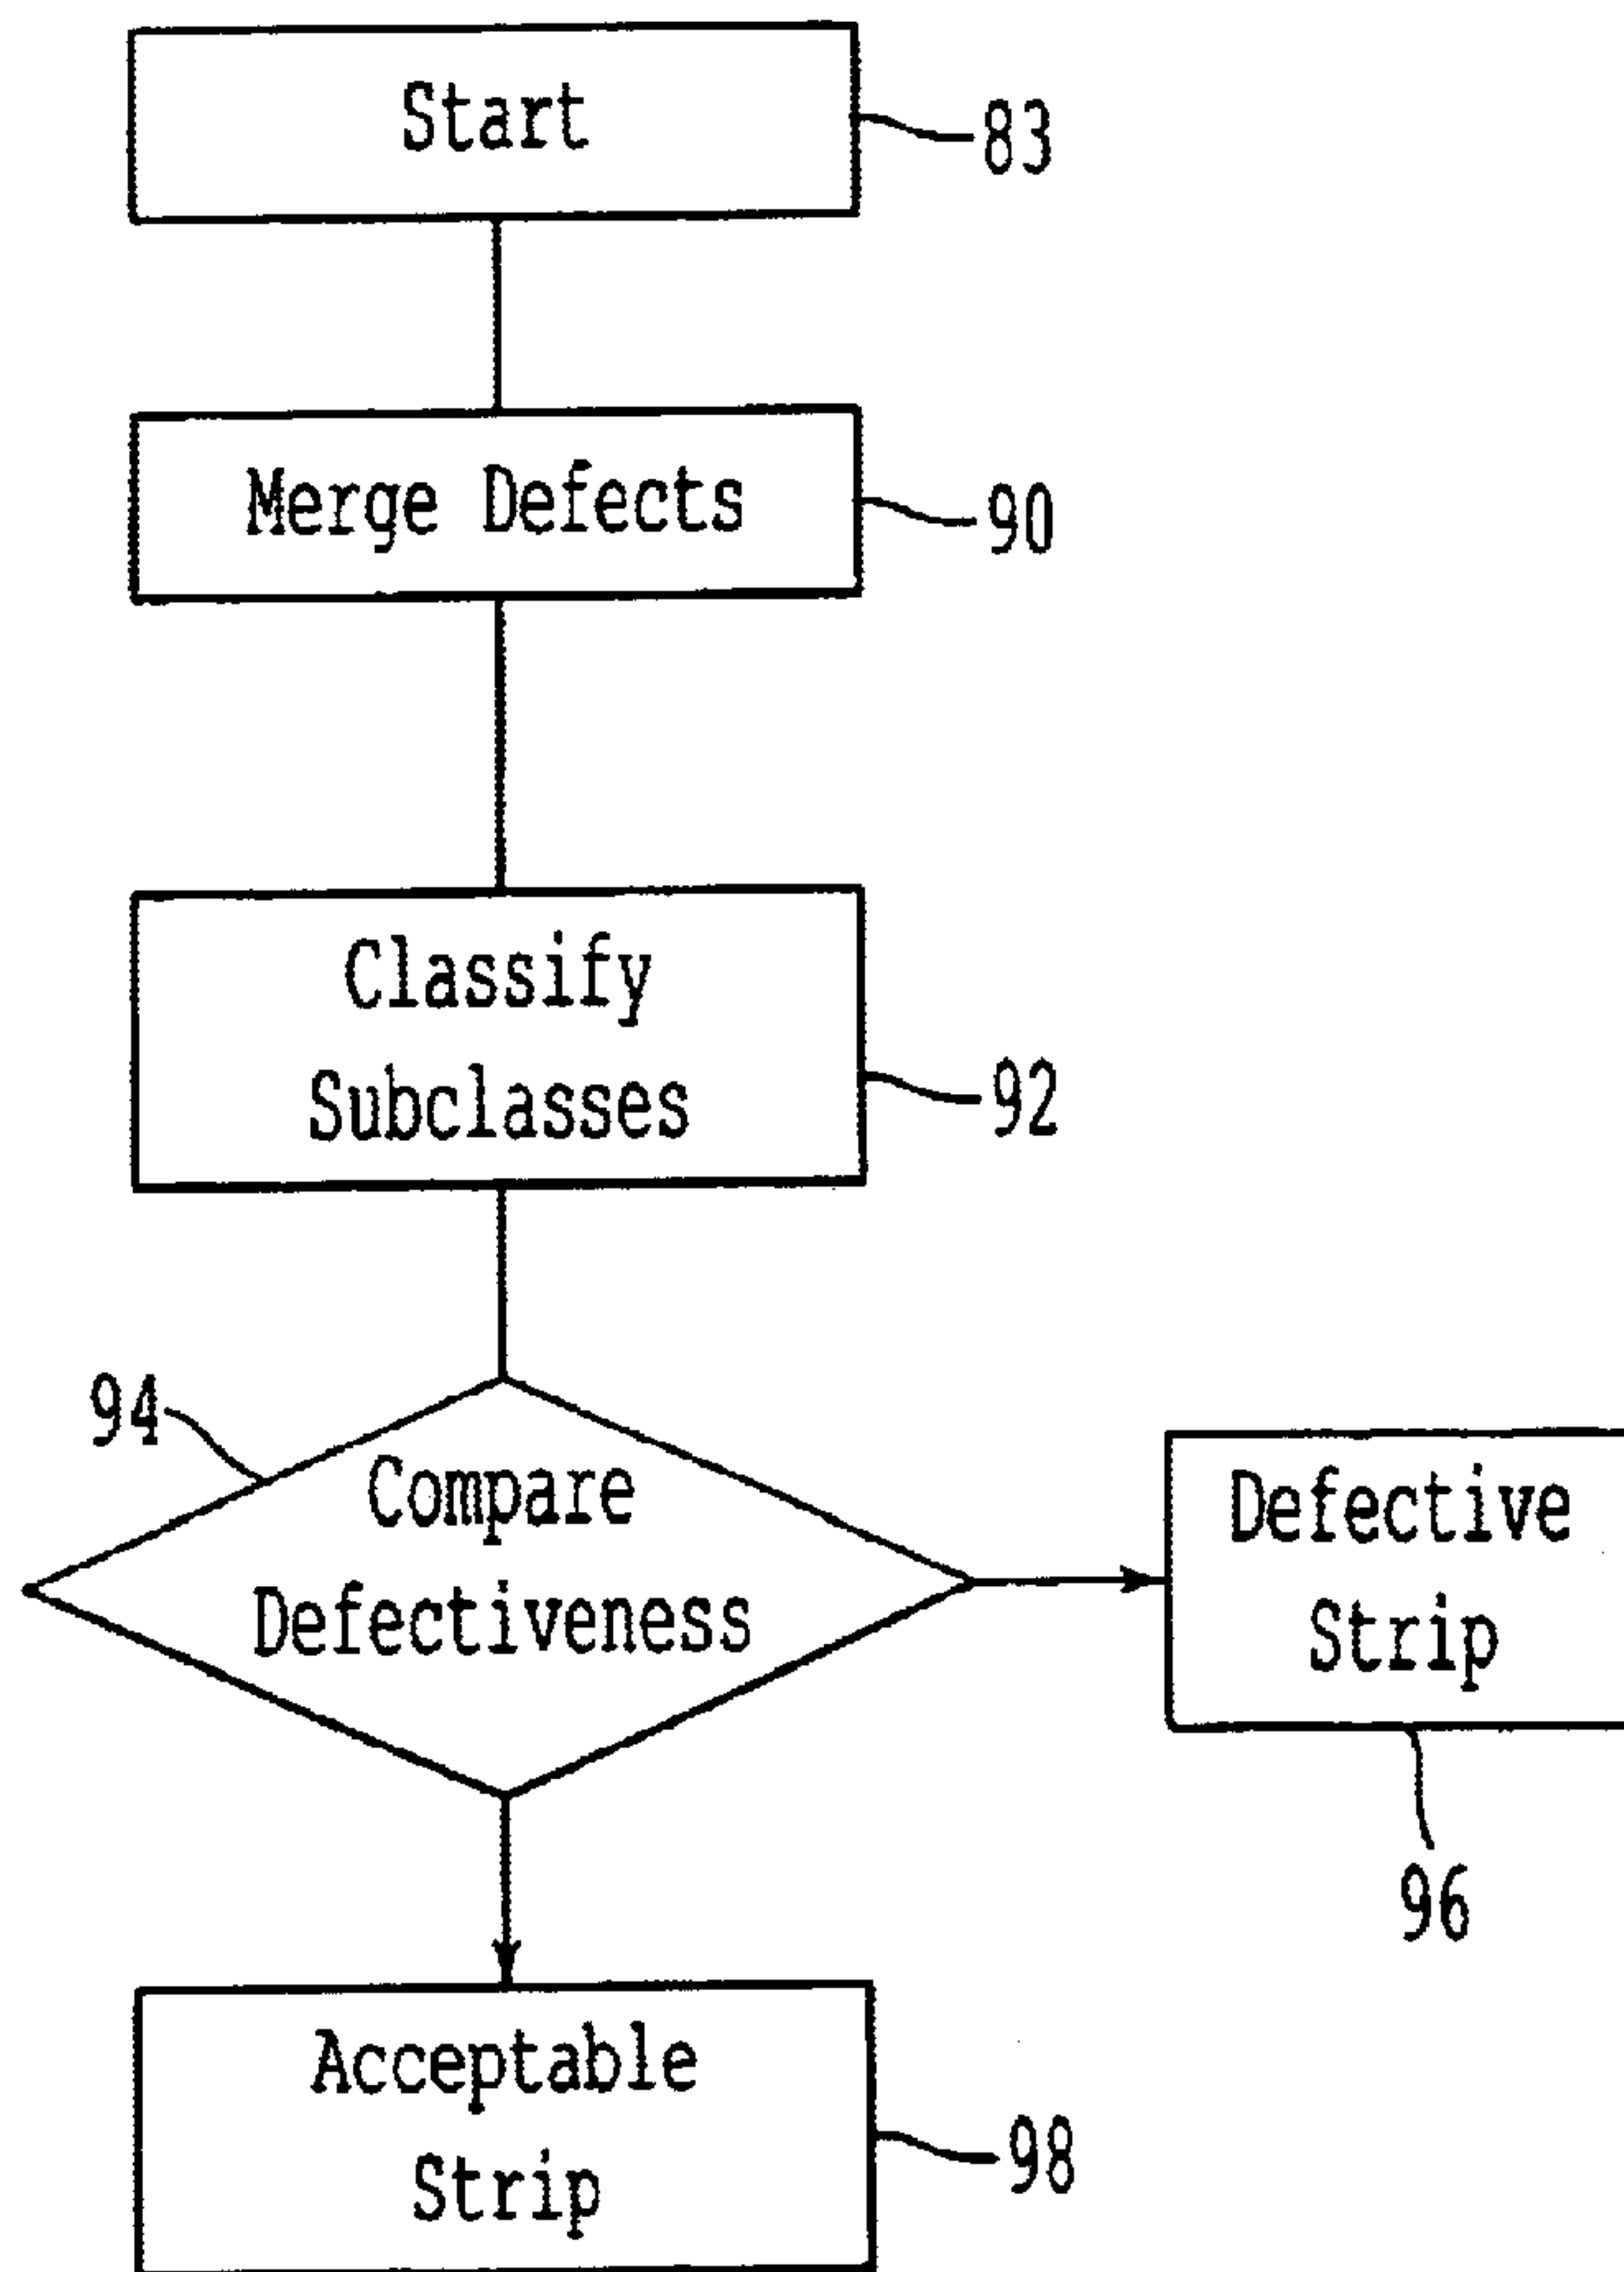 Start
83
Merge Defects
90
Classify
Subclasses
92
94
Compare
Defectiveness
Defective
Strip
96
Acceptable
Strip
98